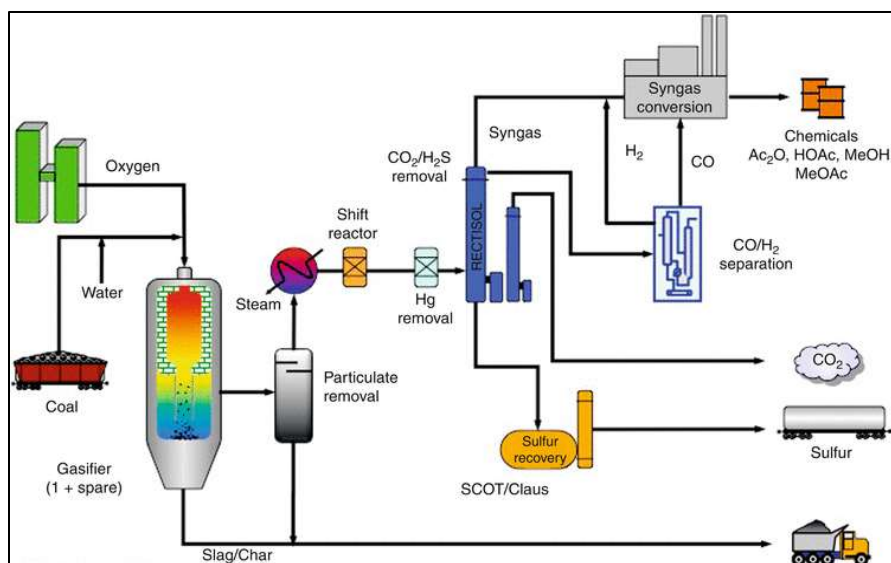 Syngas
conversion
Chemicals
Ac2O, HOAc, MeOH
MeOAc
Syngas
H2
CO
CO2/H2S
removal
Oxygen
Shift
reactor
RECTISOL
CO/H2
separation
Water
Steam
Hg
removal
Particulate
removal
CO2
Coal
Sulfur
recovery
Sulfur
SCOT/Claus
Gasifier
(1 + spare)
Slag/Char